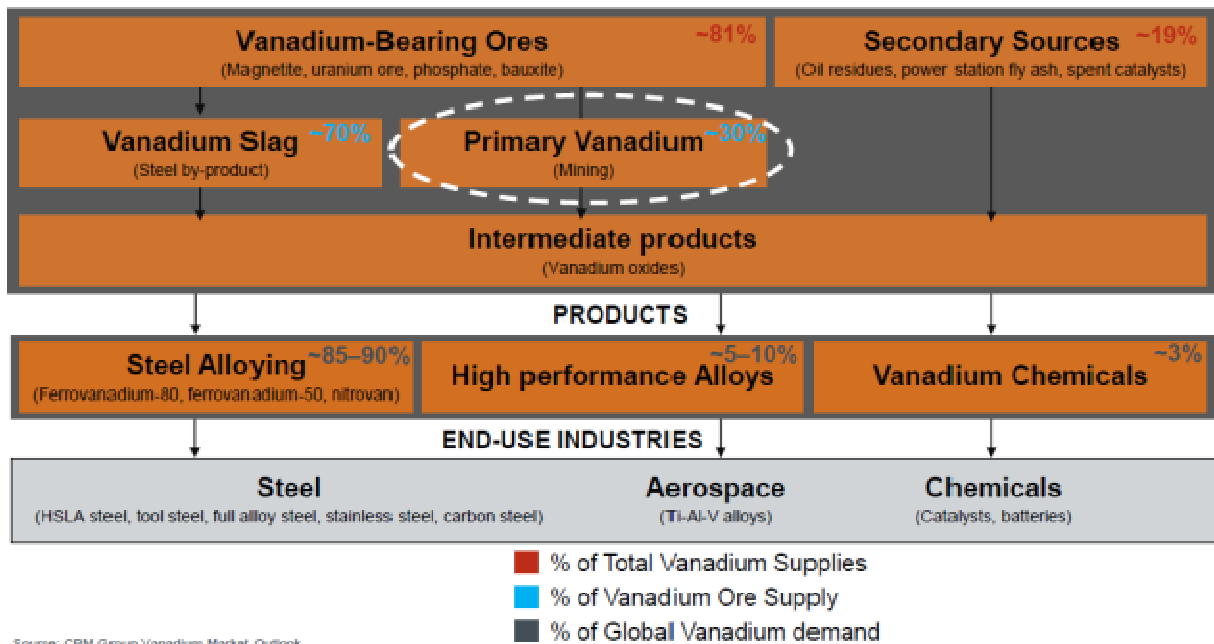 Vanadium-Bearing Ores ~81%
(Magnetite, uranium ore, phosphate, bauxite)
Secondary Sources ~19%
(Oil residues, power station fly ash, spent catalysts)
Vanadium Slag ~70%
(Steel by-product)
Primary Vanadium ~30%
(Mining)
Intermediate products
(Vanadium oxides)
PRODUCTS
Steel Alloying ~85–90%
(Ferrovanadium-80, ferrovanadium-50, nitrovan)
High performance Alloys ~5–10%
Vanadium Chemicals ~3%
END-USE INDUSTRIES
Steel
(HSLA steel, tool steel, full alloy steel, stainless steel, carbon steel)
Aerospace
(Ti-Al-V alloys)
Chemicals
(Catalysts, batteries)
% of Total Vanadium Supplies
% of Vanadium Ore Supply
% of Global Vanadium demand
Group Vanadium Market Outlook